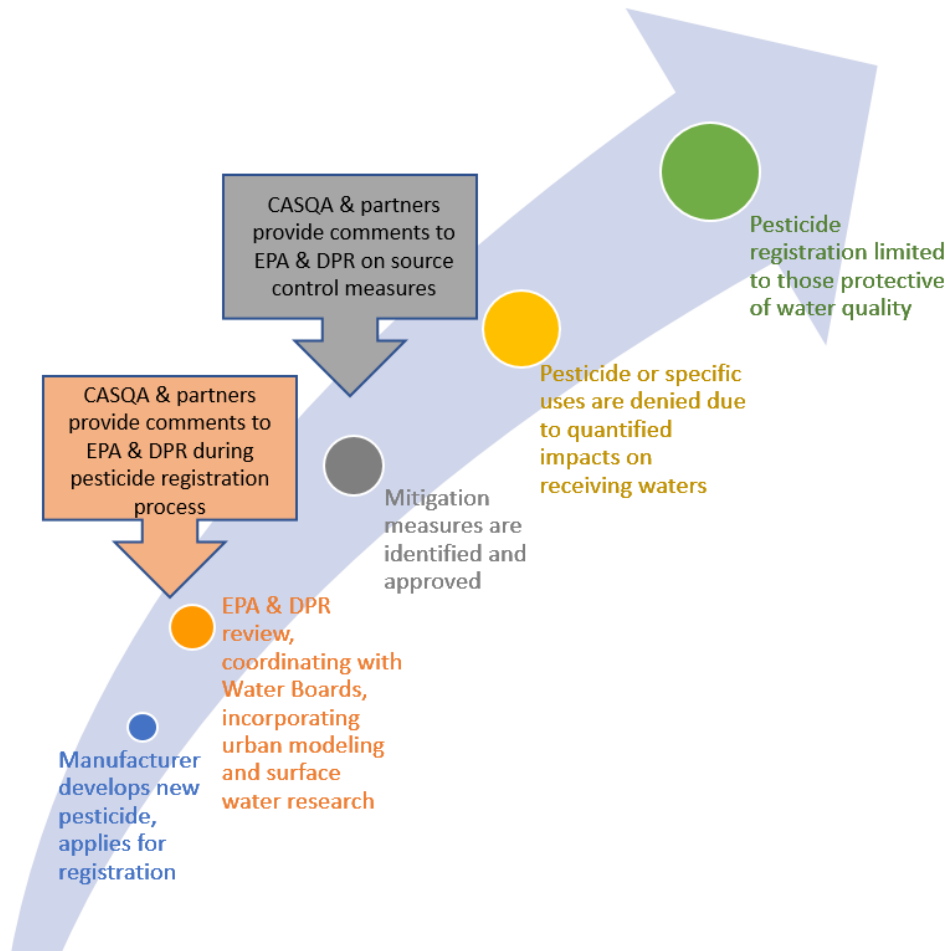 CASQA & partners
provide comments to
EPA & DPR on source
control measures
Pesticide
registration limited
to those protective
of water quality
CASQA & partners
provide comments to
EPA & DPR during
pesticide registration
process
Pesticide or specific
uses are denied due
to quantified
impacts on
receiving waters
Mitigation
measures are
identified and
approved
EPA & DPR
review,
coordinating with
Water Boards,
incorporating
urban modeling
and surface
water research
Manufacturer
develops new
pesticide,
applies for
registration